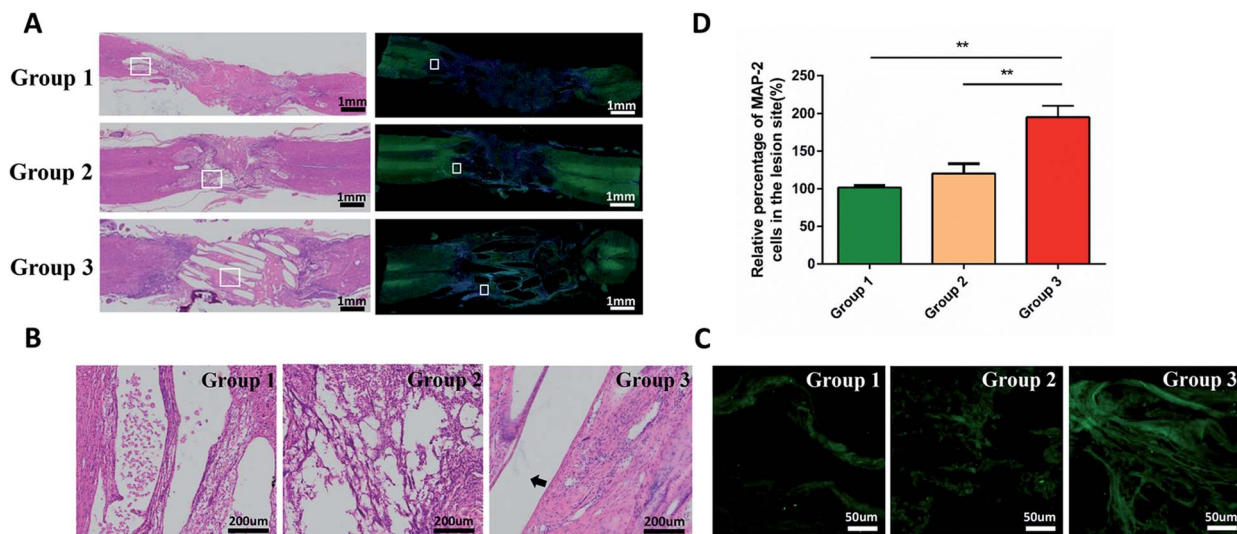 A
Group 1
1mm
1mm
Group 2
1mm
1mm
Group 3
1mm
1mm
D
**
**
Relative percentage of MAP-2
cells in the lesion site(%)
250
200
150
100
50
0
Group 1
Group 2
Group 3
B
Group 1
200um
Group 2
200um
Group 3
200um
C
Group 1
50um
Group 2
50um
Group 3
50um